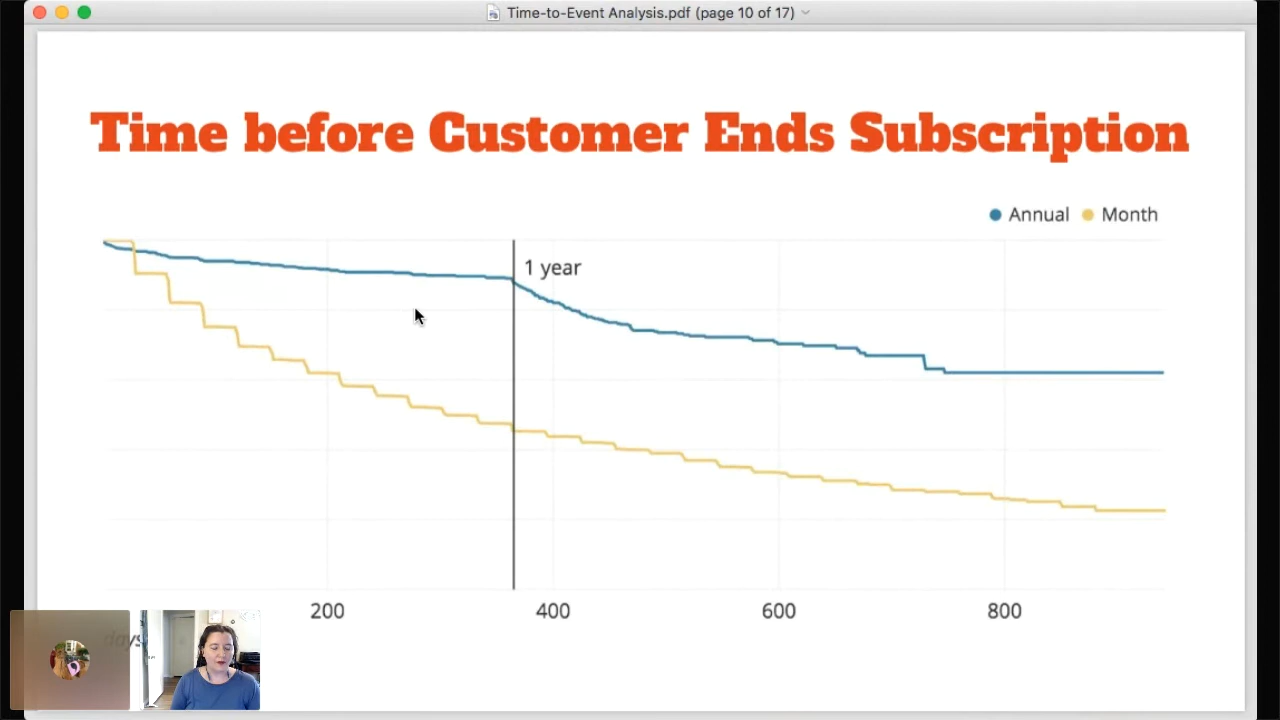 Time-to-Event Analysis.pdf (page 10 of 17)
Time before Customer Ends Subscription
Annual Month
1 year
200 400 600 800
days